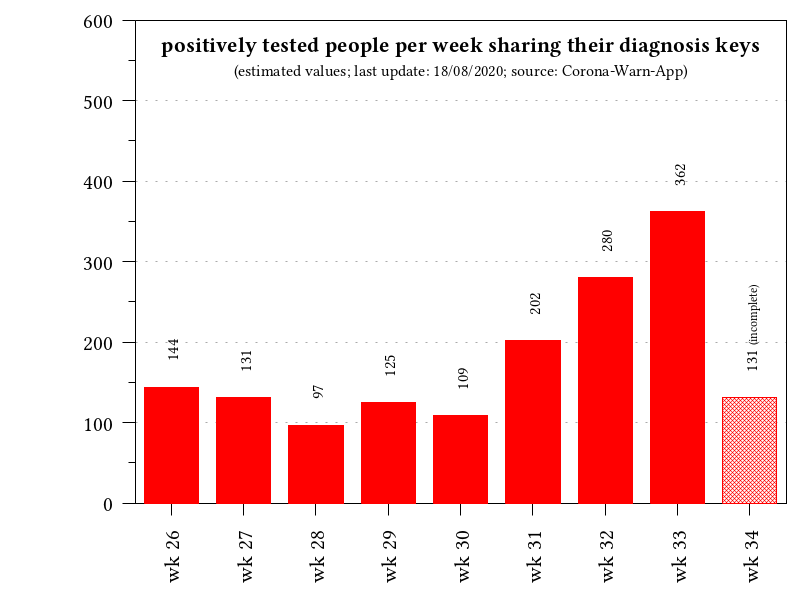 positively tested people per week sharing their diagnosis keys
(estimated values; last update: 18/08/2020; source: Corona-Warn-App)
600
500
400
300
200
100
0
144
131
97
125
109
202
280
362
131 (incomplete)
wk 26
wk 27
wk 28
wk 29
wk 30
wk 31
wk 32
wk 33
wk 34